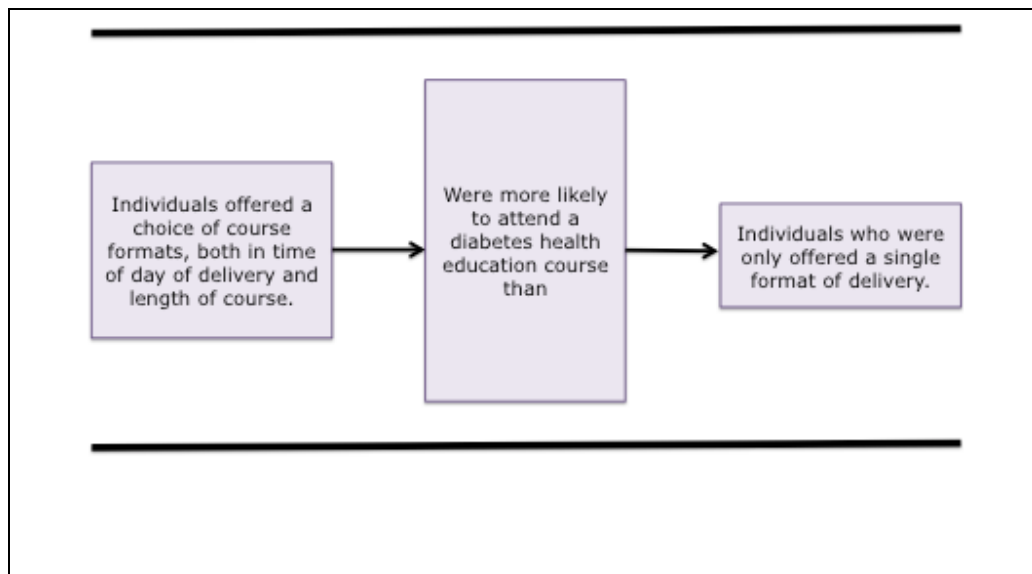 Individuals offered a
choice of course
formats, both in time
of day of delivery and
length of course.
Were more likely
to attend a
diabetes health
education course
than
Individuals who were
only offered a single
format of delivery.